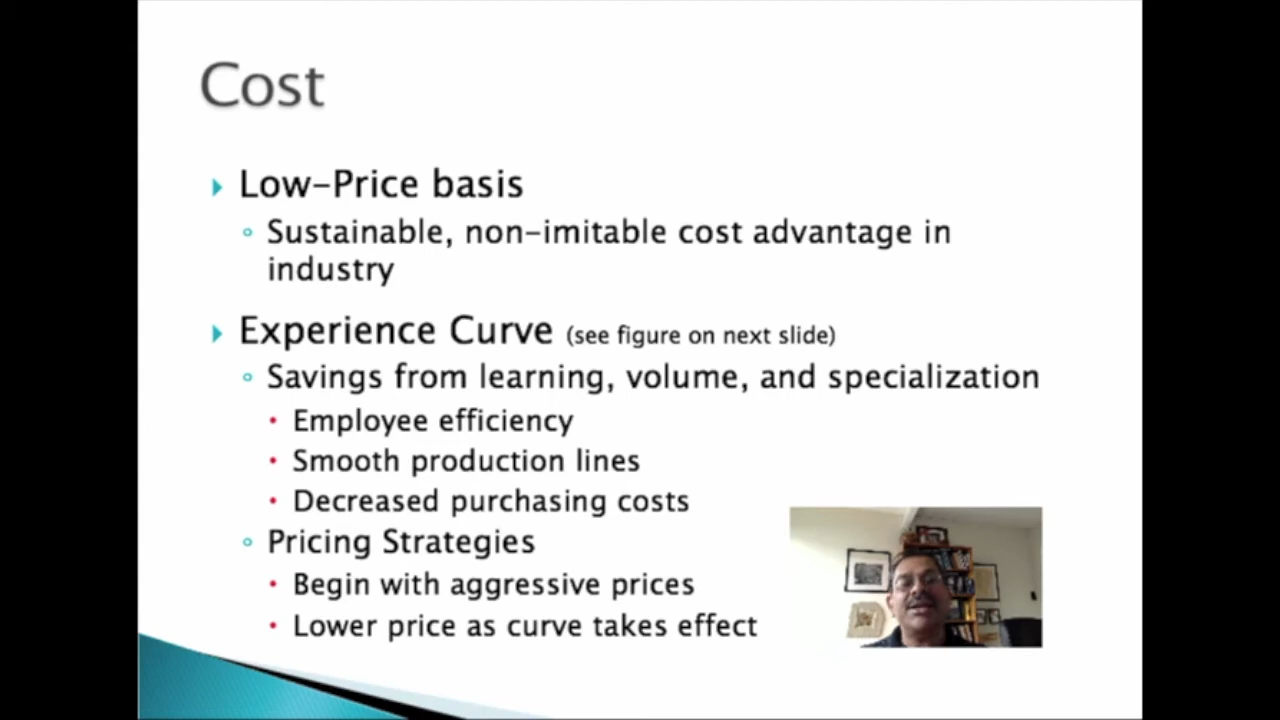 Cost
Low-Price basis
Sustainable, non-imitable cost advantage in
industry
Experience Curve (see figure on next slide)
Savings from learning, volume, and specialization
Employee efficiency
Smooth production lines
Decreased purchasing costs
Pricing Strategies
Begin with aggressive prices
Lower price as curve takes effect